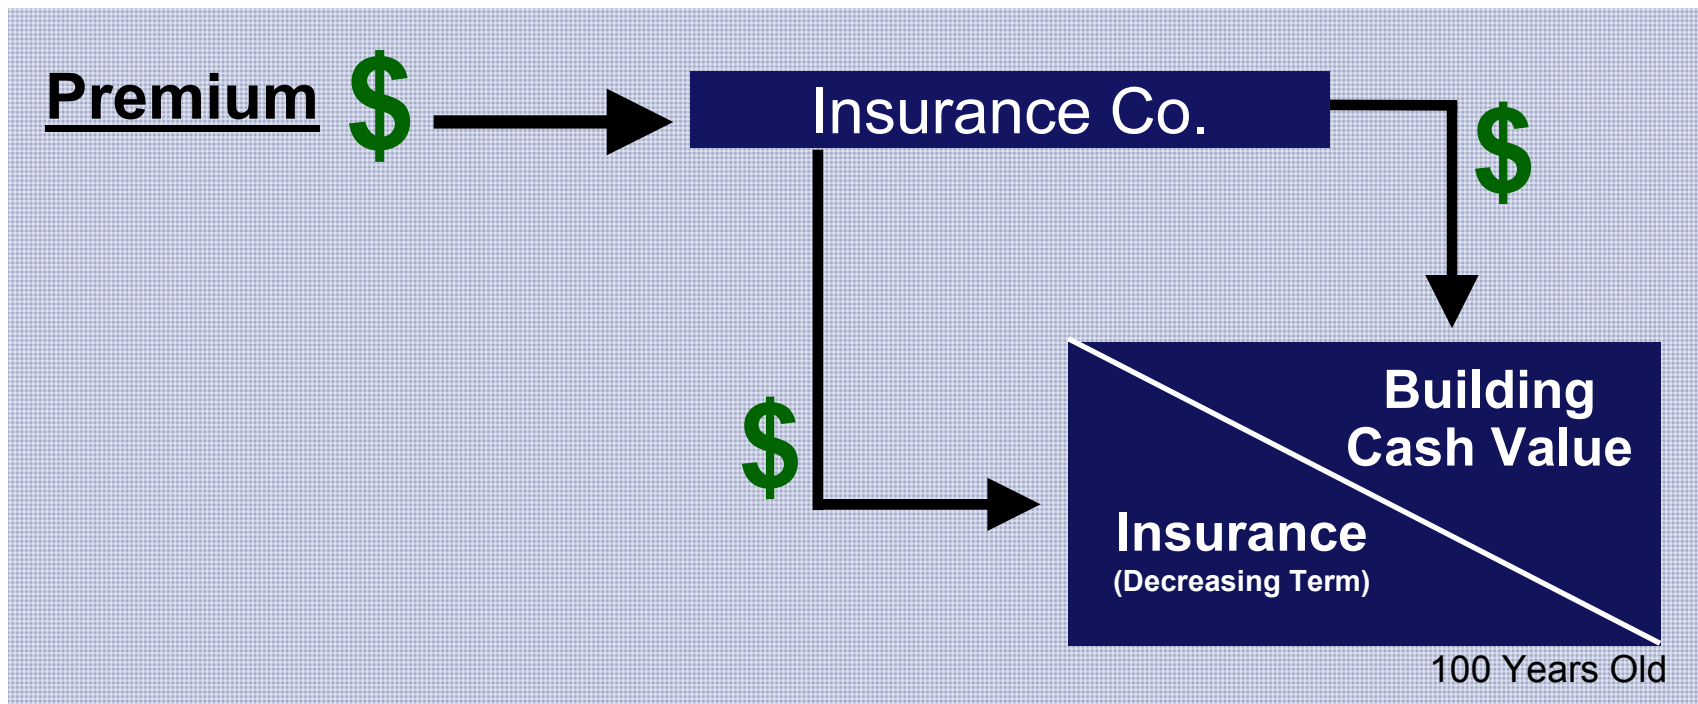 Premium $
Insurance Co.
$
$
Building
Cash Value
Insurance
(Decreasing Term)
100 Years Old